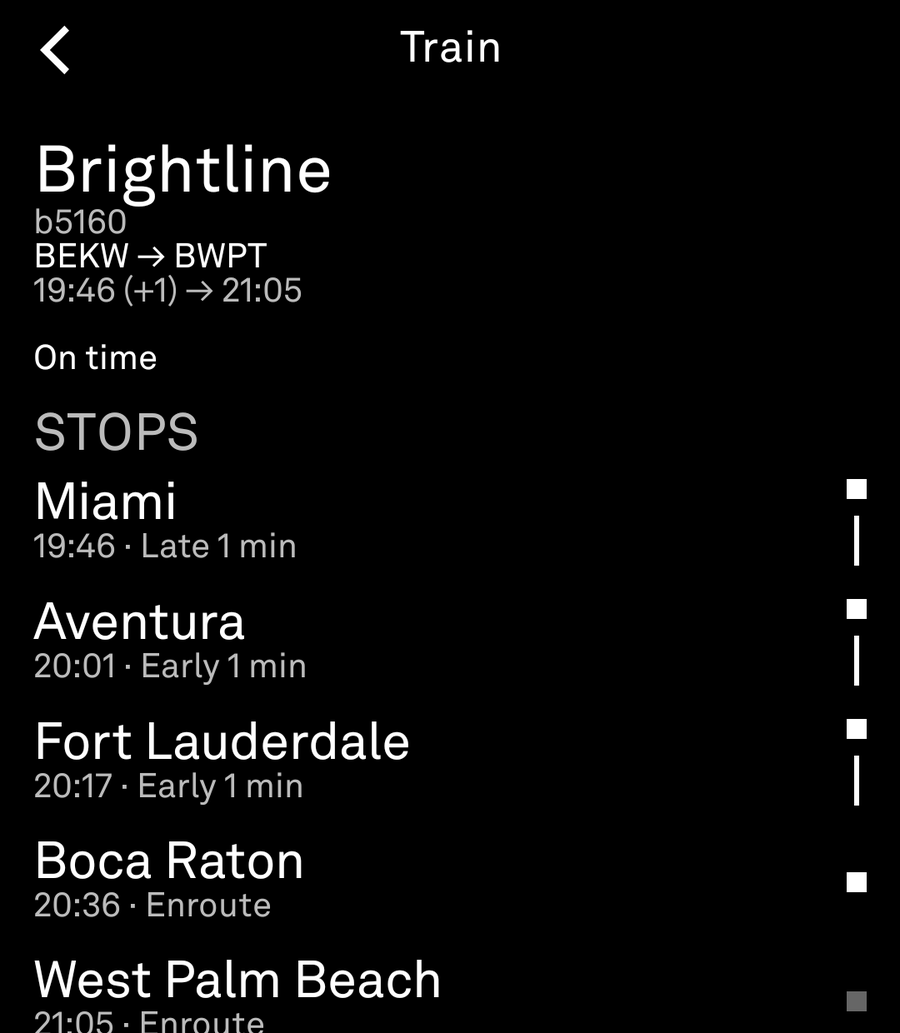 Train
Brightline
b5160
BEKW → BWPT
19:46 (+1) → 21:05
On time
STOPS
Miami
19:46 · Late 1 min
Aventura
20:01 · Early 1 min
Fort Lauderdale
20:17 · Early 1 min
Boca Raton
20:36 · Enroute
West Palm Beach
21:05 · Enroute